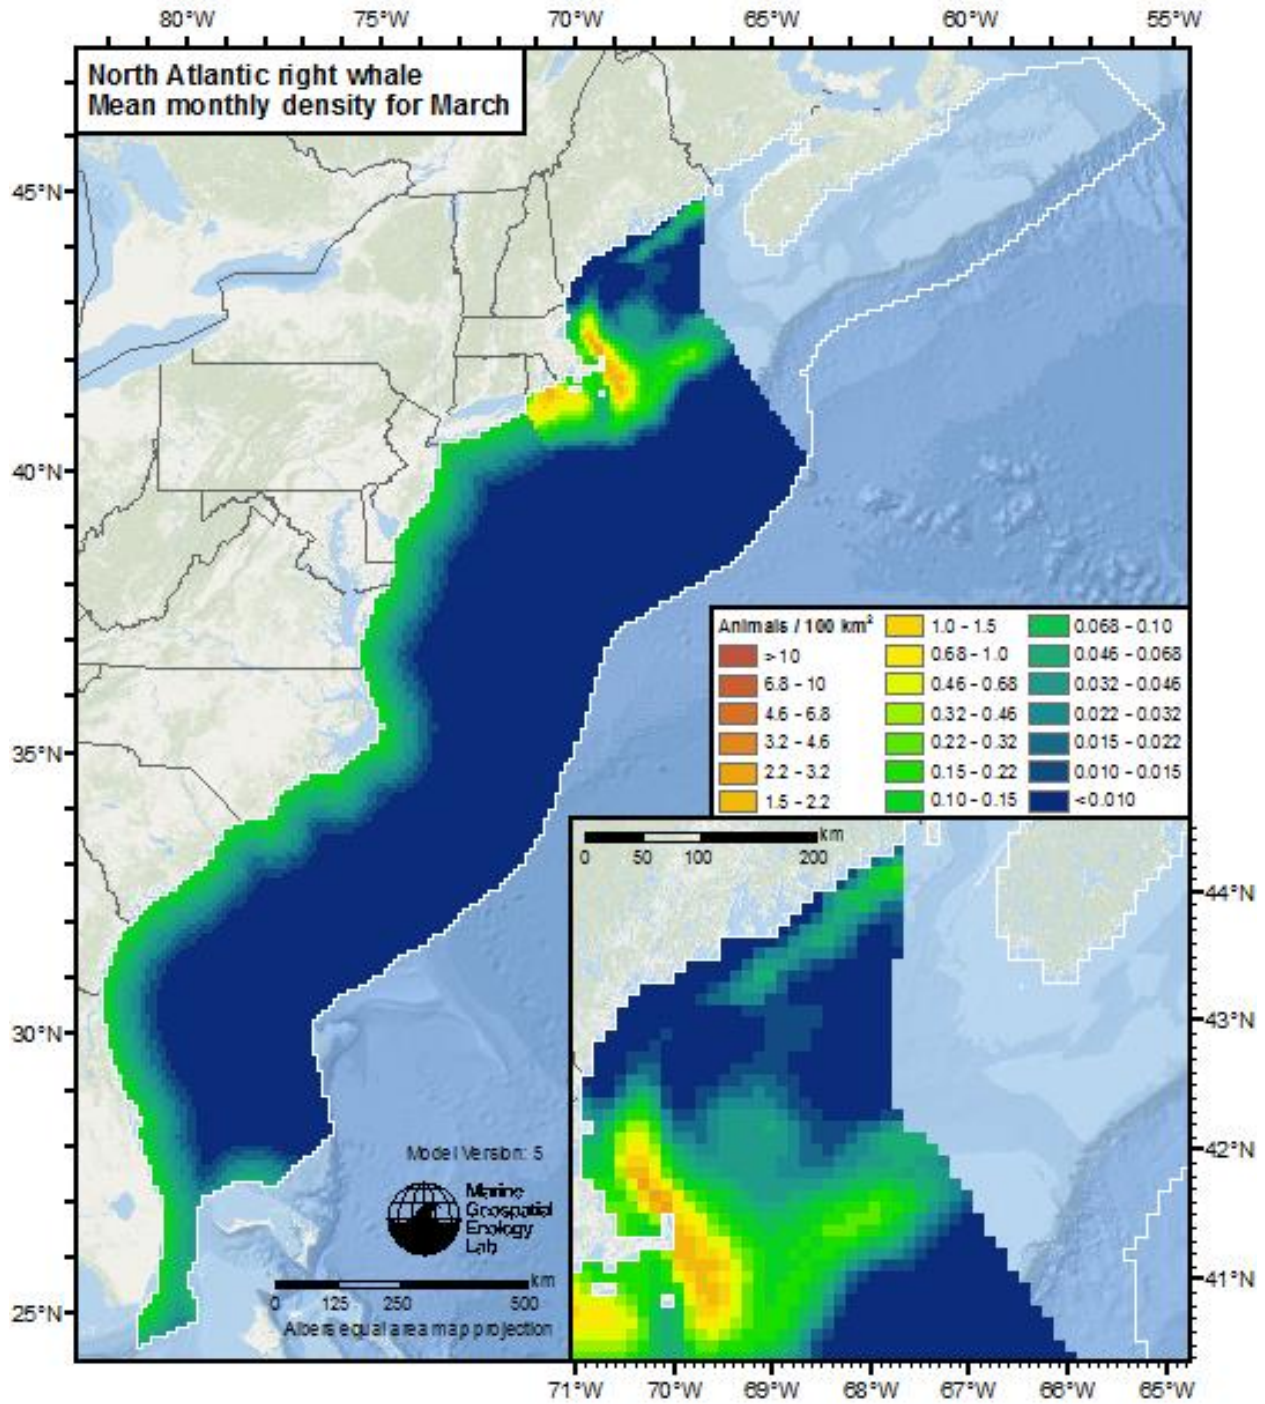 80°W 75°W 70°W 65°W 60°W 55°W
North Atlantic right whale
Mean monthly density for March
45°N
40°N
35°N
30°N
25°N
Animals / 100 km²
>10
6.8 - 10
4.6 - 6.8
3.2 - 4.6
2.2 - 3.2
1.5 - 2.2
1.0 - 1.5
0.68 - 1.0
0.46 - 0.68
0.32 - 0.46
0.22 - 0.32
0.15 - 0.22
0.10 - 0.15
0.068 - 0.10
0.046 - 0.068
0.032 - 0.046
0.022 - 0.032
0.015 - 0.022
0.010 - 0.015
<0.010
km
0 50 100 200
44°N
43°N
42°N
41°N
Model Version: 5
Marine
Geospatial
Ecology
Lab
km
0 125 250 500
Albers equal area map projection
71°W 70°W 69°W 68°W 67°W 66°W 65°W